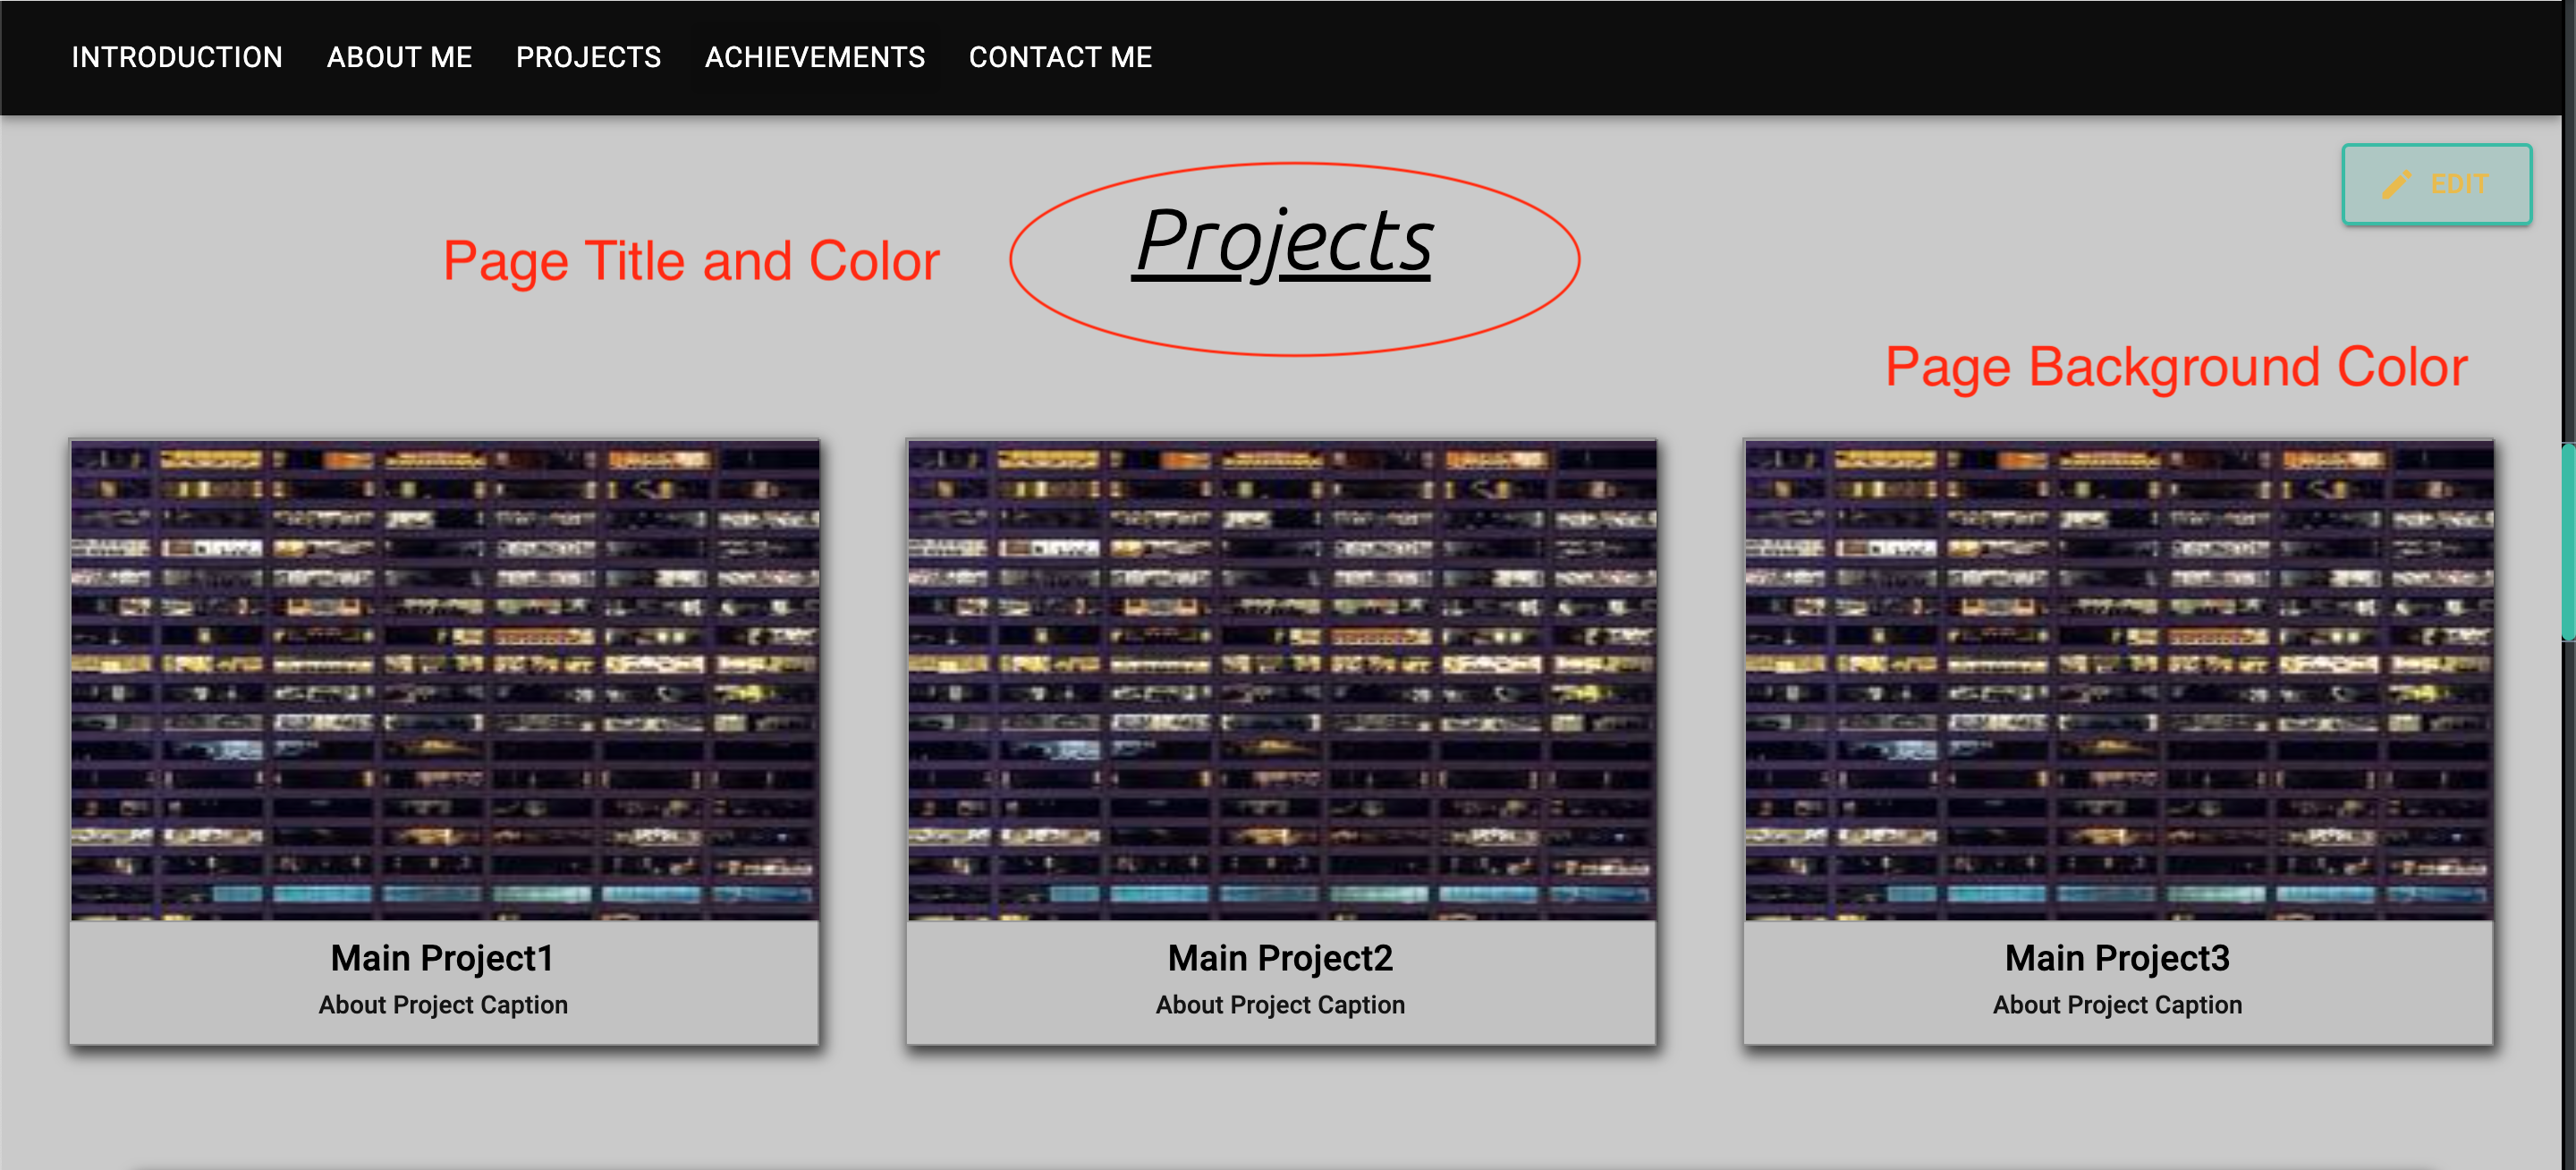 INTRODUCTION ABOUT ME PROJECTS ACHIEVEMENTS CONTACT ME
EDIT
Page Title and Color Projects
Page Background Color
Main Project1 Main Project2 Main Project3
About Project Caption About Project Caption About Project Caption